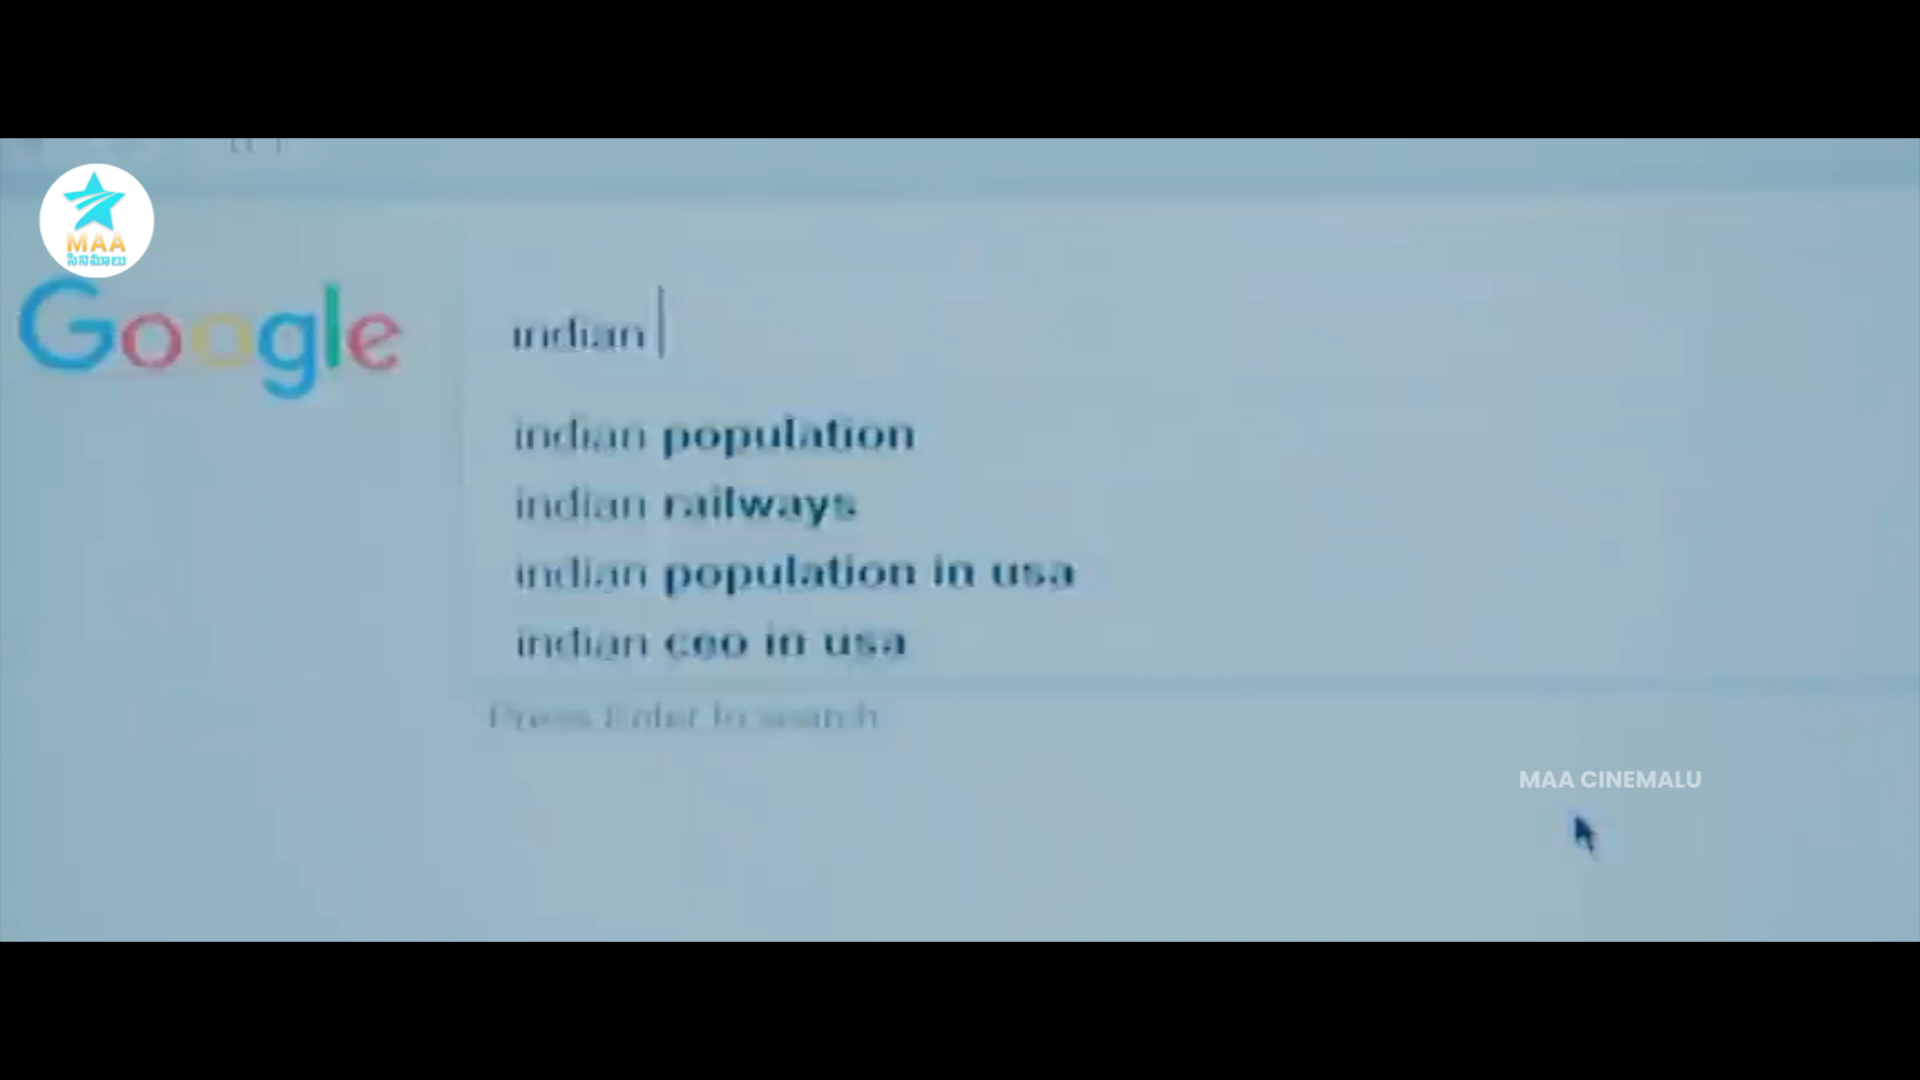 MAA
సినిమాలు
Google
indian
indian population
indian railways
indian population in usa
indian ceo in usa
Press Enter to search
MAA CINEMALU